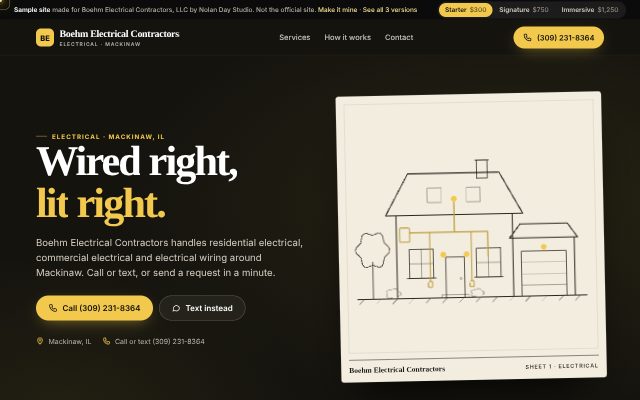 Sample site made for Boehm Electrical Contractors, LLC by Nolan Day Studio. Not the official site. Make it mine · See all 3 versions
Starter $300 Signature $750 Immersive $1,250
BE Boehm Electrical Contractors
ELECTRICAL · MACKINAW
Services How it works Contact
(309) 231-8364
ELECTRICAL · MACKINAW, IL
Wired right,
lit right.
Boehm Electrical Contractors handles residential electrical,
commercial electrical and electrical wiring around
Mackinaw. Call or text, or send a request in a minute.
Call (309) 231-8364 Text instead
Mackinaw, IL Call or text (309) 231-8364
Boehm Electrical Contractors SHEET 1 · ELECTRICAL